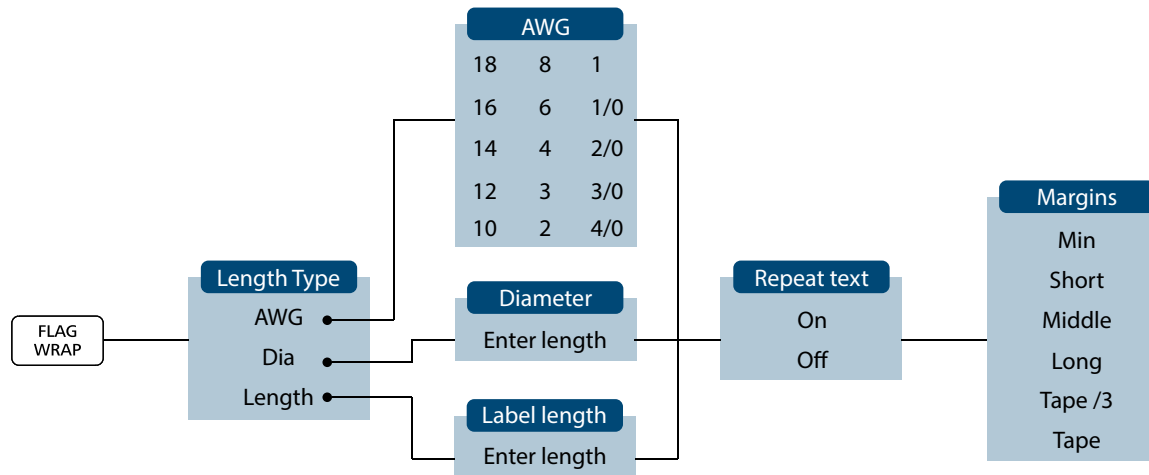 AWG
18 8 1
16 6 1/0
14 4 2/0
12 3 3/0
10 2 4/0
FLAG
WRAP
Length Type
AWG
Dia
Length
Diameter
Enter length
Label length
Enter length
Repeat text
On
Off
Margins
Min
Short
Middle
Long
Tape /3
Tape